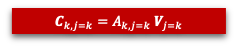 C_{k,j=k} = A_{k,j=k} V_{j=k}